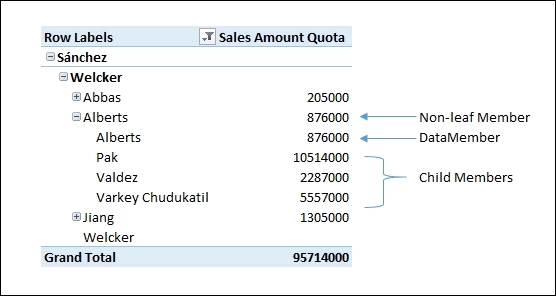 Row Labels Sales Amount Quota
Sánchez
Welcker
Abbas 205000
Alberts 876000 Non-leaf Member
Alberts 876000 DataMember
Pak 10514000
Valdez 2287000 Child Members
Varkey Chudukatil 5557000
Jiang 1305000
Welcker
Grand Total 95714000